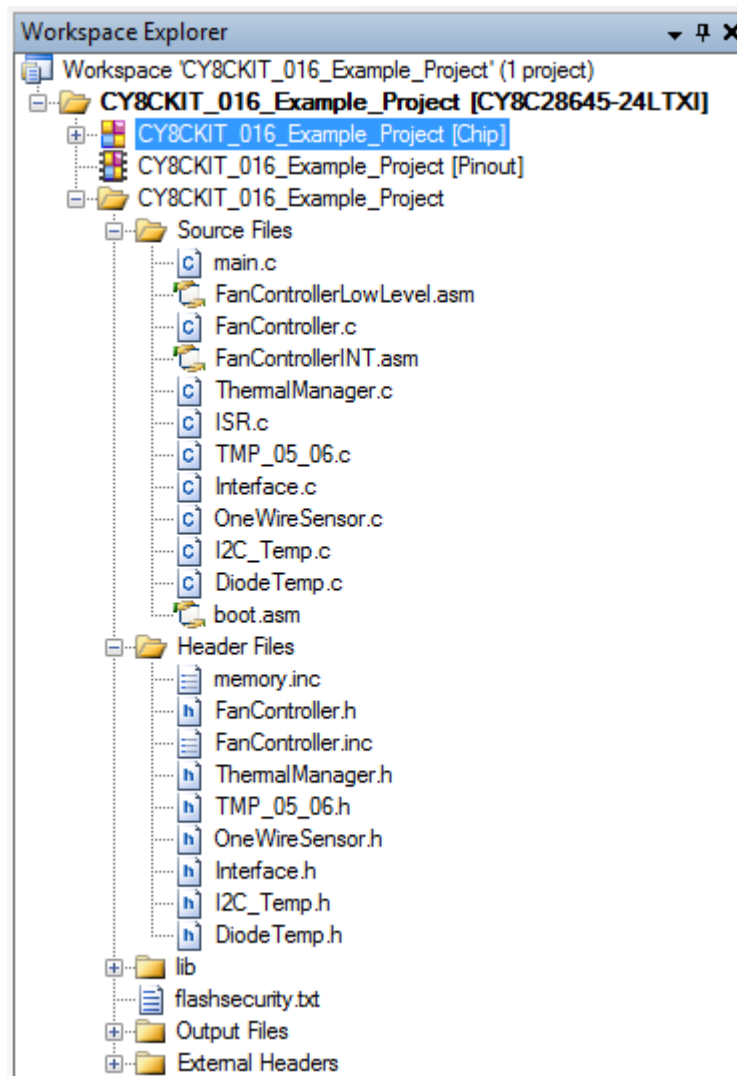 Workspace Explorer
Workspace 'CY8CKIT_016_Example_Project' (1 project)
CY8CKIT_016_Example_Project [CY8C28645-24LTXI]
CY8CKIT_016_Example_Project [Chip]
CY8CKIT_016_Example_Project [Pinout]
CY8CKIT_016_Example_Project
Source Files
main.c
FanControllerLowLevel.asm
FanController.c
FanControllerINT.asm
ThermalManager.c
ISR.c
TMP_05_06.c
Interface.c
OneWireSensor.c
I2C_Temp.c
DiodeTemp.c
boot.asm
Header Files
memory.inc
FanController.h
FanController.inc
ThermalManager.h
TMP_05_06.h
OneWireSensor.h
Interface.h
I2C_Temp.h
DiodeTemp.h
lib
flashsecurity.txt
Output Files
External Headers